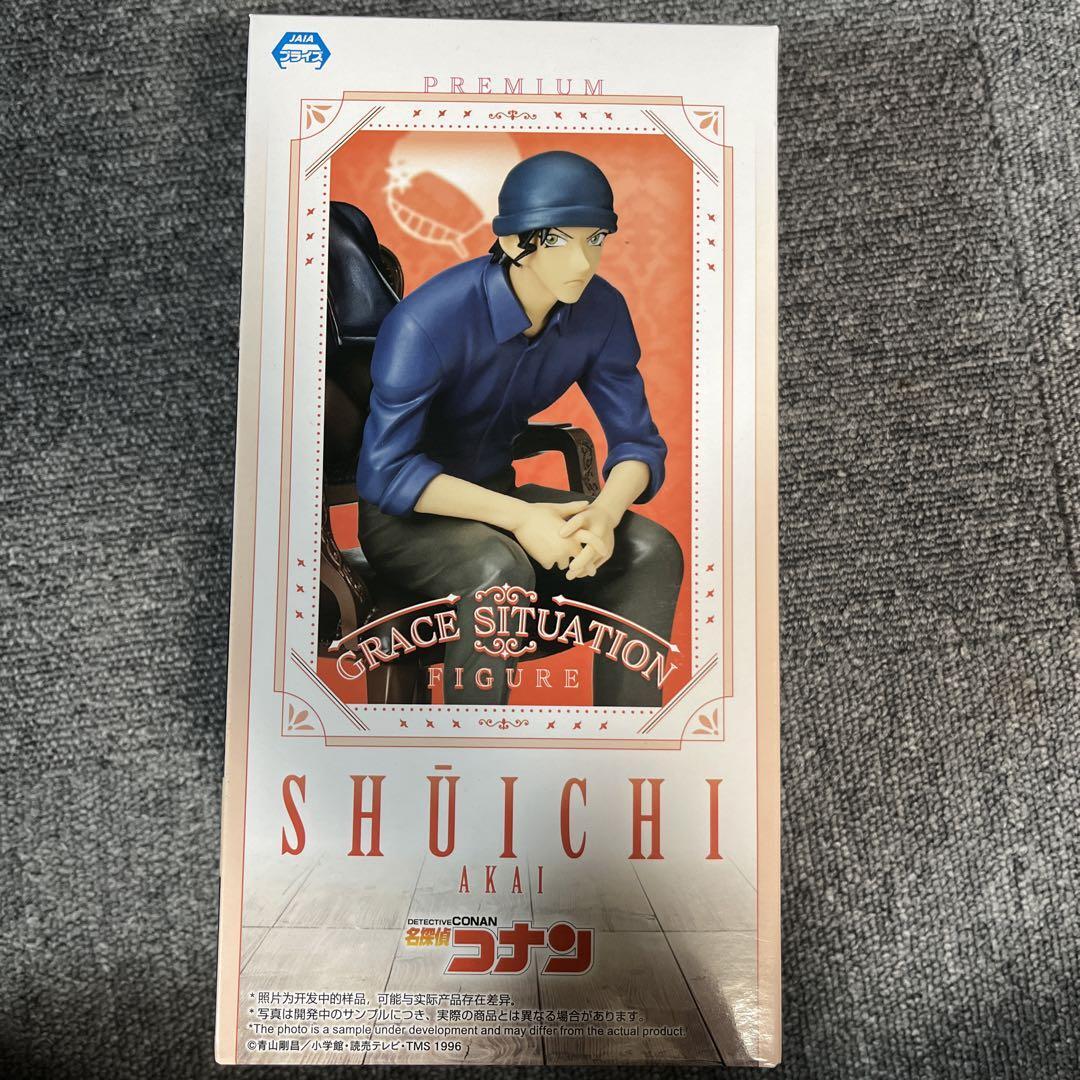 JAIA
プライズ
PREMIUM
GRACE SITUATION
FIGURE
SHŪICHI
AKAI
DETECTIVE CONAN
名探偵コナン
* 照片为开发中的样品，可能与实际产品存在差异。
* 写真は開発中のサンプルにつき、実際の商品とは異なる場合があります。
*The photo is a sample under development and may differ from the actual product.
©青山剛昌／小学館・読売テレビ・TMS 1996